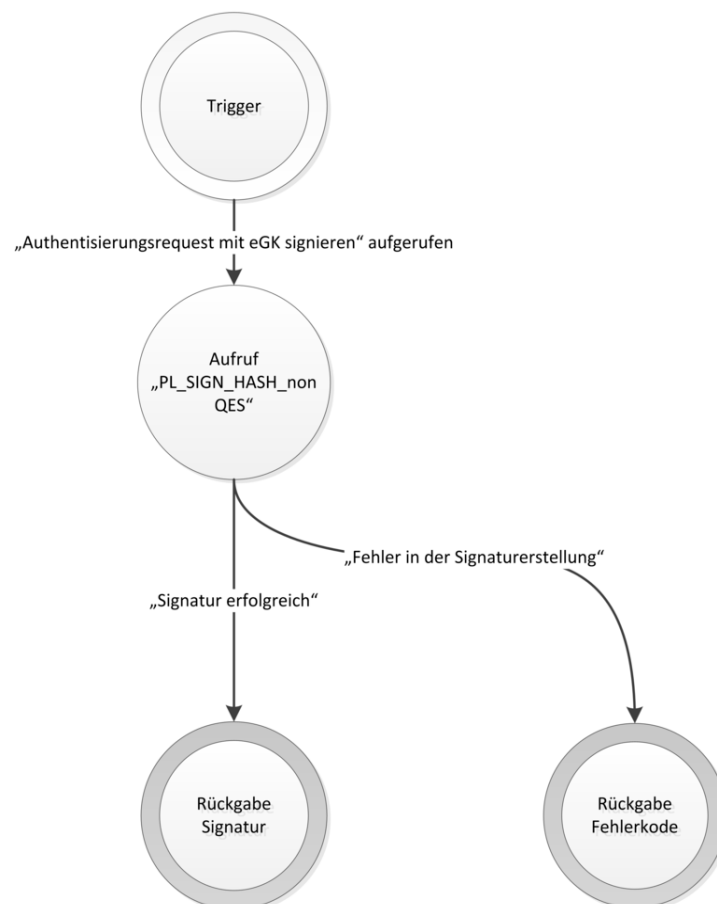 Trigger
„Authentisierungsrequest mit eGK signieren“ aufgerufen
Aufruf
„PL_SIGN_HASH_non
QES“
„Fehler in der Signaturerstellung“
„Signatur erfolgreich“
Rückgabe
Signatur
Rückgabe
Fehlerkode